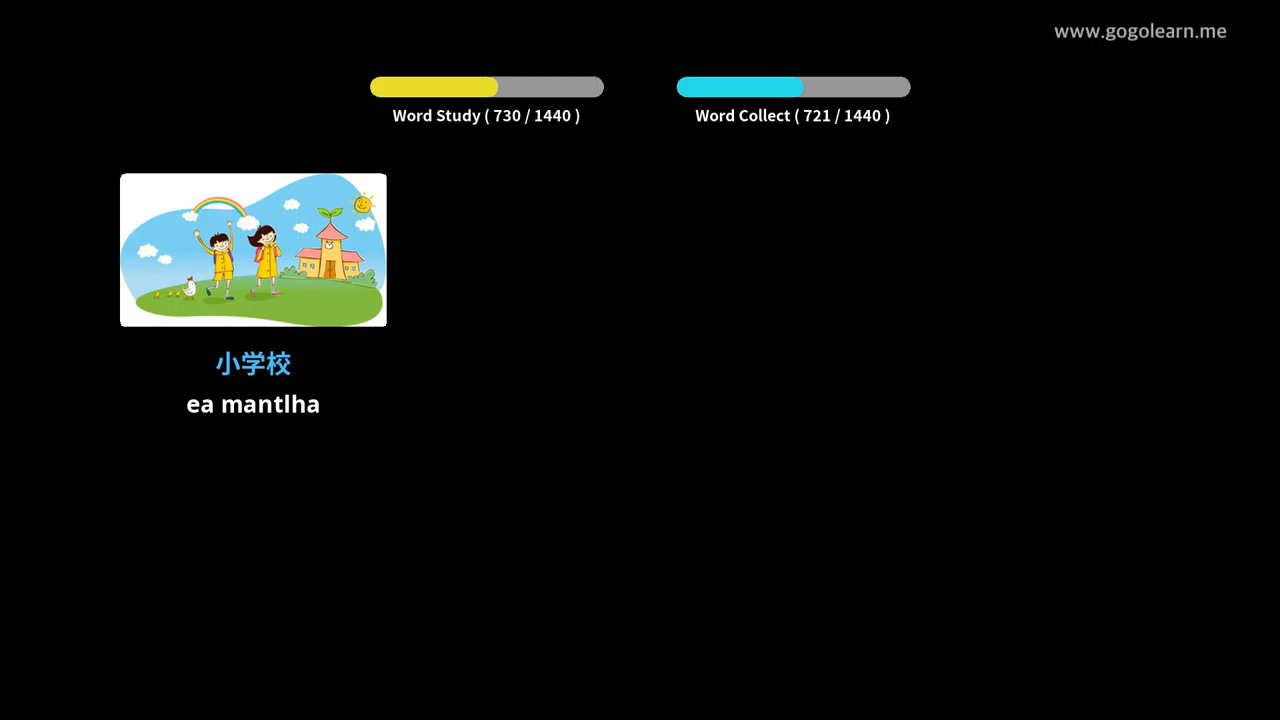 www.gogolearn.me
Word Study ( 730 / 1440 )
Word Collect ( 721 / 1440 )
小学校
ea mantlha